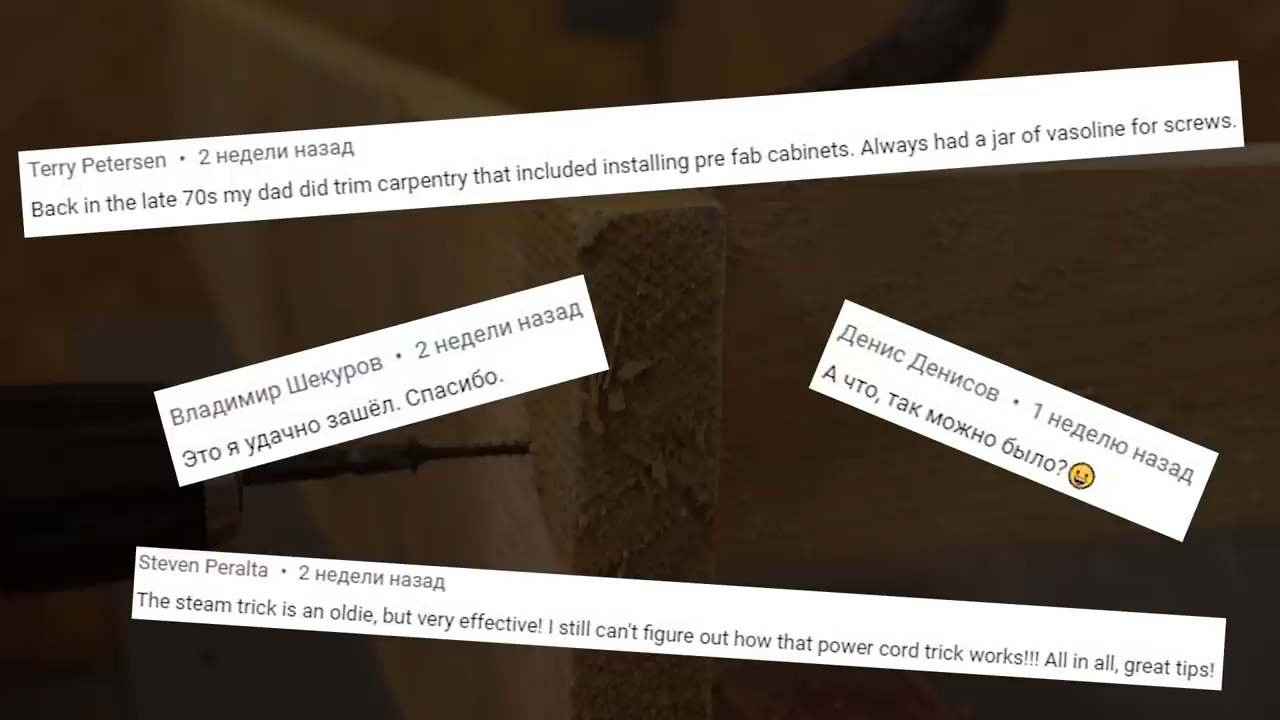 Terry Petersen • 2 недели назад
Back in the late 70s my dad did trim carpentry that included installing pre fab cabinets. Always had a jar of vasoline for screws.
Владимир Шекуров • 2 недели назад
Это я удачно зашёл. Спасибо.
Денис Денисов • 1 неделю назад
А что, так можно было?😀
Steven Peralta • 2 недели назад
The steam trick is an oldie, but very effective! I still can't figure out how that power cord trick works!!! All in all, great tips!